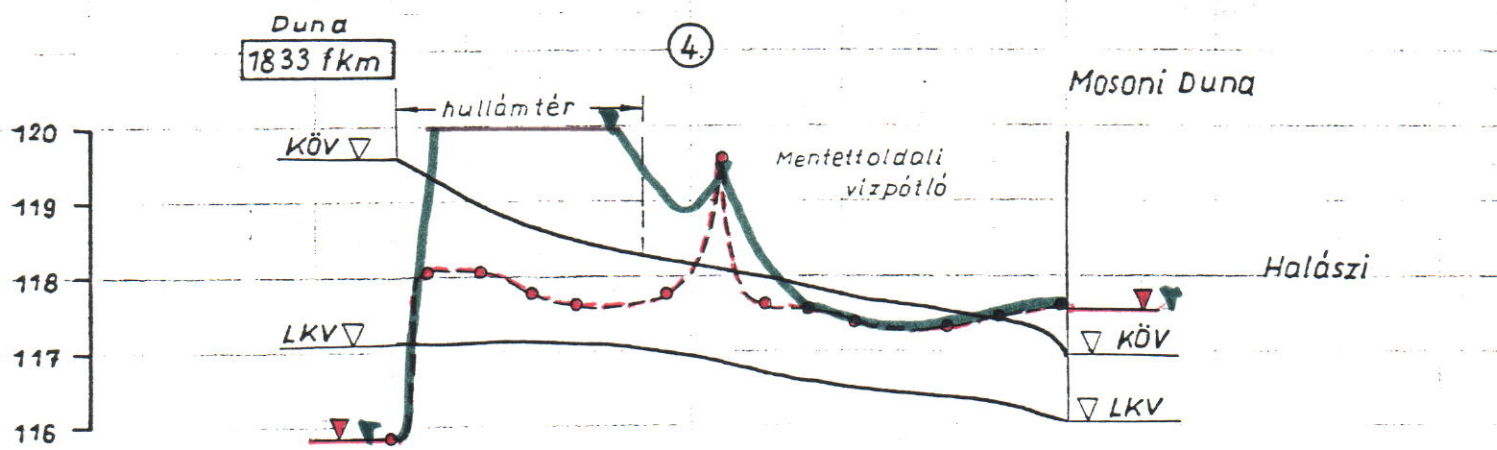 Duna
1833 fkm
4.
Mosoni Duna
hullámtér
120
KÖV
Mentettoldali
vízpótló
119
118
Halászi
LKV
117
KÖV
LKV
116